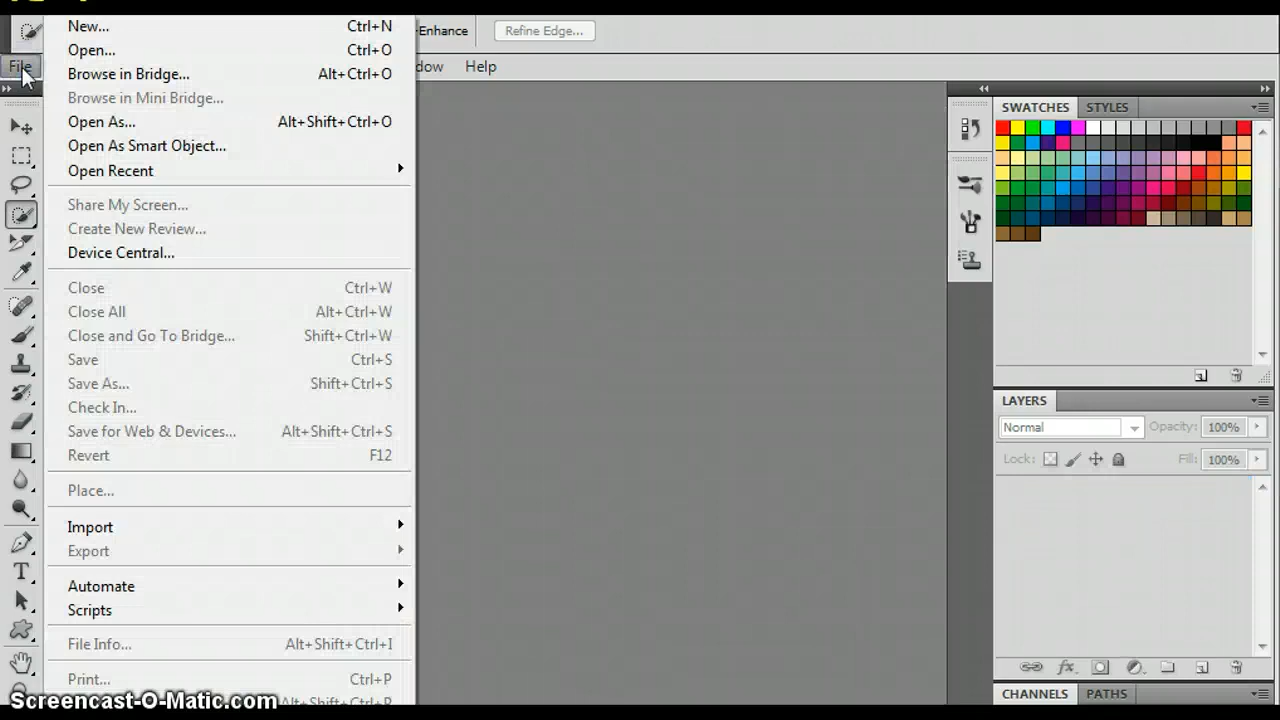 Enhance
Refine Edge...
File
dow
Help
New... Ctrl+N
Open... Ctrl+O
Browse in Bridge... Alt+Ctrl+O
Browse in Mini Bridge...
Open As... Alt+Shift+Ctrl+O
Open As Smart Object...
Open Recent
Share My Screen...
Create New Review...
Device Central...
Close Ctrl+W
Close All Alt+Ctrl+W
Close and Go To Bridge... Shift+Ctrl+W
Save Ctrl+S
Save As... Shift+Ctrl+S
Check In...
Save for Web & Devices... Alt+Shift+Ctrl+S
Revert F12
Place...
Import
Export
Automate
Scripts
File Info... Alt+Shift+Ctrl+I
Print... Ctrl+P
SWATCHES STYLES
LAYERS
Normal Opacity: 100%
Lock: Fill: 100%
CHANNELS PATHS
Screencast-O-Matic.com